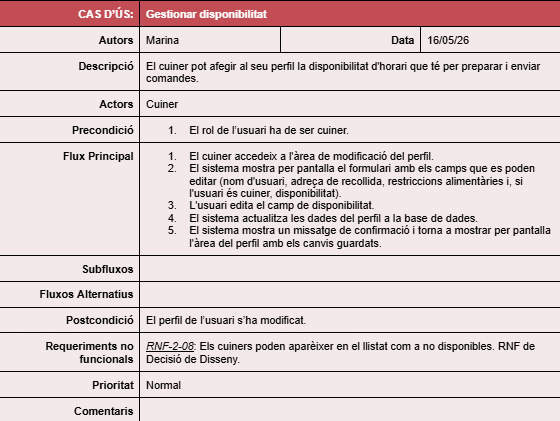 CAS D'ÚS: Gestionar disponibilitat
Autors Marina Data 16/05/26
Descripció El cuiner pot afegir al seu perfil la disponibilitat d'horari que té per preparar i enviar
comandes.
Actors Cuiner
Precondició 1. El rol de l'usuari ha de ser cuiner.
Flux Principal 1. El cuiner accedeix a l'àrea de modificació del perfil.
2. El sistema mostra per pantalla el formulari amb els camps que es poden
editar (nom d'usuari, adreça de recollida, restriccions alimentàries i, si
l'usuari és cuiner, disponibilitat).
3. L'usuari edita el camp de disponibilitat.
4. El sistema actualitza les dades del perfil a la base de dades.
5. El sistema mostra un missatge de confirmació i torna a mostrar per pantalla
l'àrea del perfil amb els canvis guardats.
Subfluxos
Fluxos Alternatius
Postcondició El perfil de l'usuari s'ha modificat.
Requeriments no RNF-2-08: Els cuiners poden aparèixer en el llistat com a no disponibles. RNF de
funcionals Decisió de Disseny.
Prioritat Normal
Comentaris